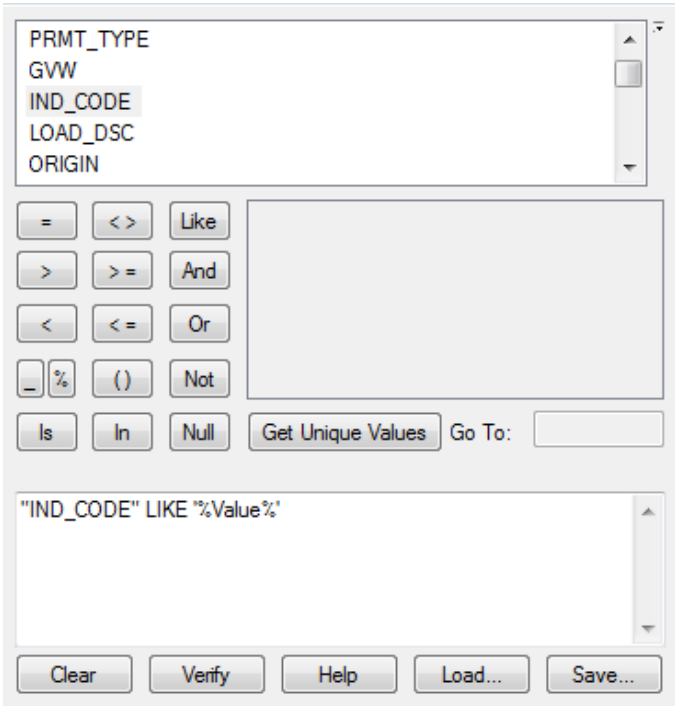 PRMT_TYPE
GVW
IND_CODE
LOAD_DSC
ORIGIN
= <> Like
> >= And
< <= Or
_ % () Not
Is In Null Get Unique Values Go To:
"IND_CODE" LIKE '%Value%'
Clear Verify Help Load... Save...